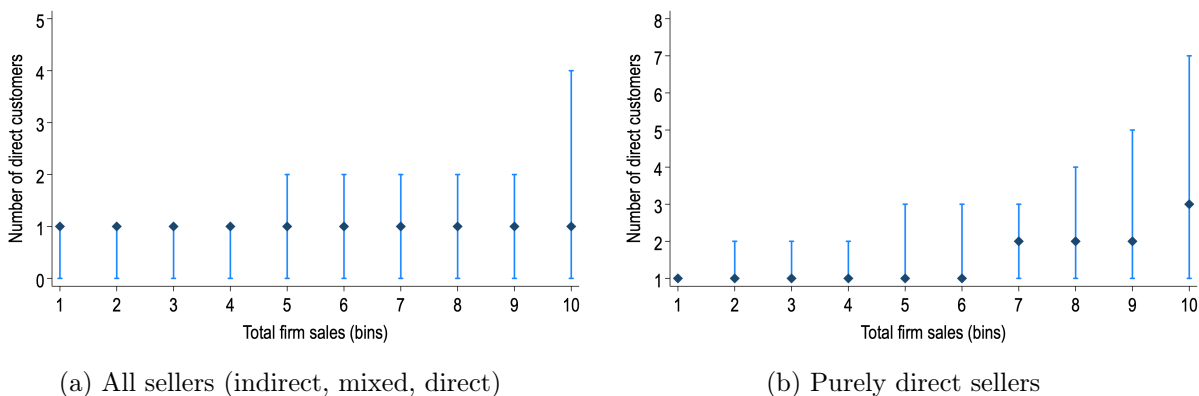 5
4
3
2
1
0
Number of direct customers
1 2 3 4 5 6 7 8 9 10
Total firm sales (bins)
(a) All sellers (indirect, mixed, direct)
8
7
6
5
4
3
2
1
Number of direct customers
1 2 3 4 5 6 7 8 9 10
Total firm sales (bins)
(b) Purely direct sellers